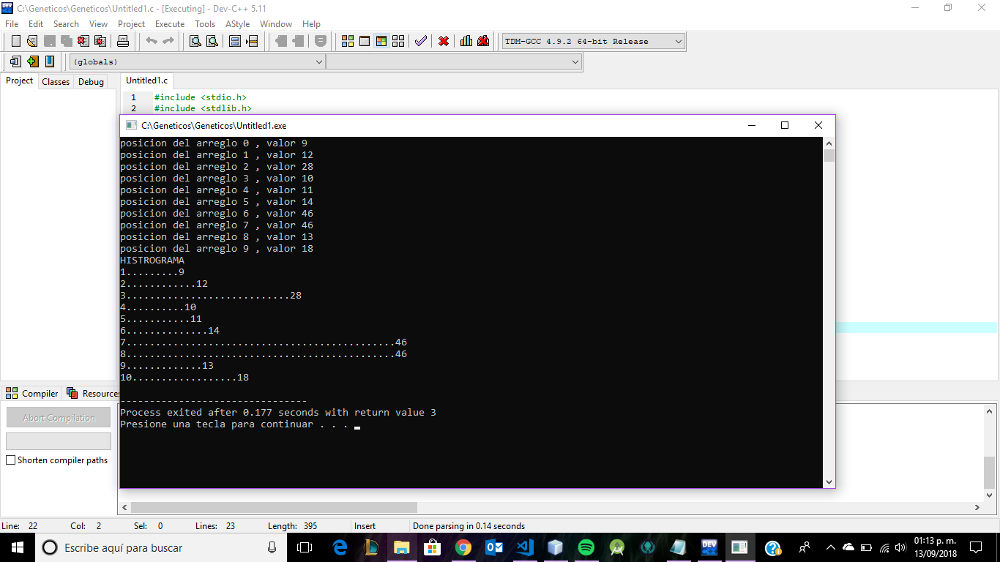 C:\Geneticos\Geneticos\Untitled1.c - [Executing] - Dev-C++ 5.11
File Edit Search View Project Execute Tools AStyle Window Help
TDM-GCC 4.9.2 64-bit Release
(globals)
Project Classes Debug
Untitled1.c
1 #include <stdio.h>
2 #include <stdlib.h>
C:\Geneticos\Geneticos\Untitled1.exe
posicion del arreglo 0 , valor 9
posicion del arreglo 1 , valor 12
posicion del arreglo 2 , valor 28
posicion del arreglo 3 , valor 10
posicion del arreglo 4 , valor 11
posicion del arreglo 5 , valor 14
posicion del arreglo 6 , valor 46
posicion del arreglo 7 , valor 46
posicion del arreglo 8 , valor 13
posicion del arreglo 9 , valor 18
HISTROGRAMA
1.........9
2............12
3............................28
4..........10
5...........11
6..............14
7..............................................46
8..............................................46
9.............13
10..................18
--------------------------------
Process exited after 0.177 seconds with return value 3
Presione una tecla para continuar . . .
Compiler Resources
Abort Compilation
Shorten compiler paths
Line: 22 Col: 2 Sel: 0 Lines: 23 Length: 395 Insert Done parsing in 0.14 seconds
Escribe aquí para buscar
DEV
01:13 p. m.
13/09/2018